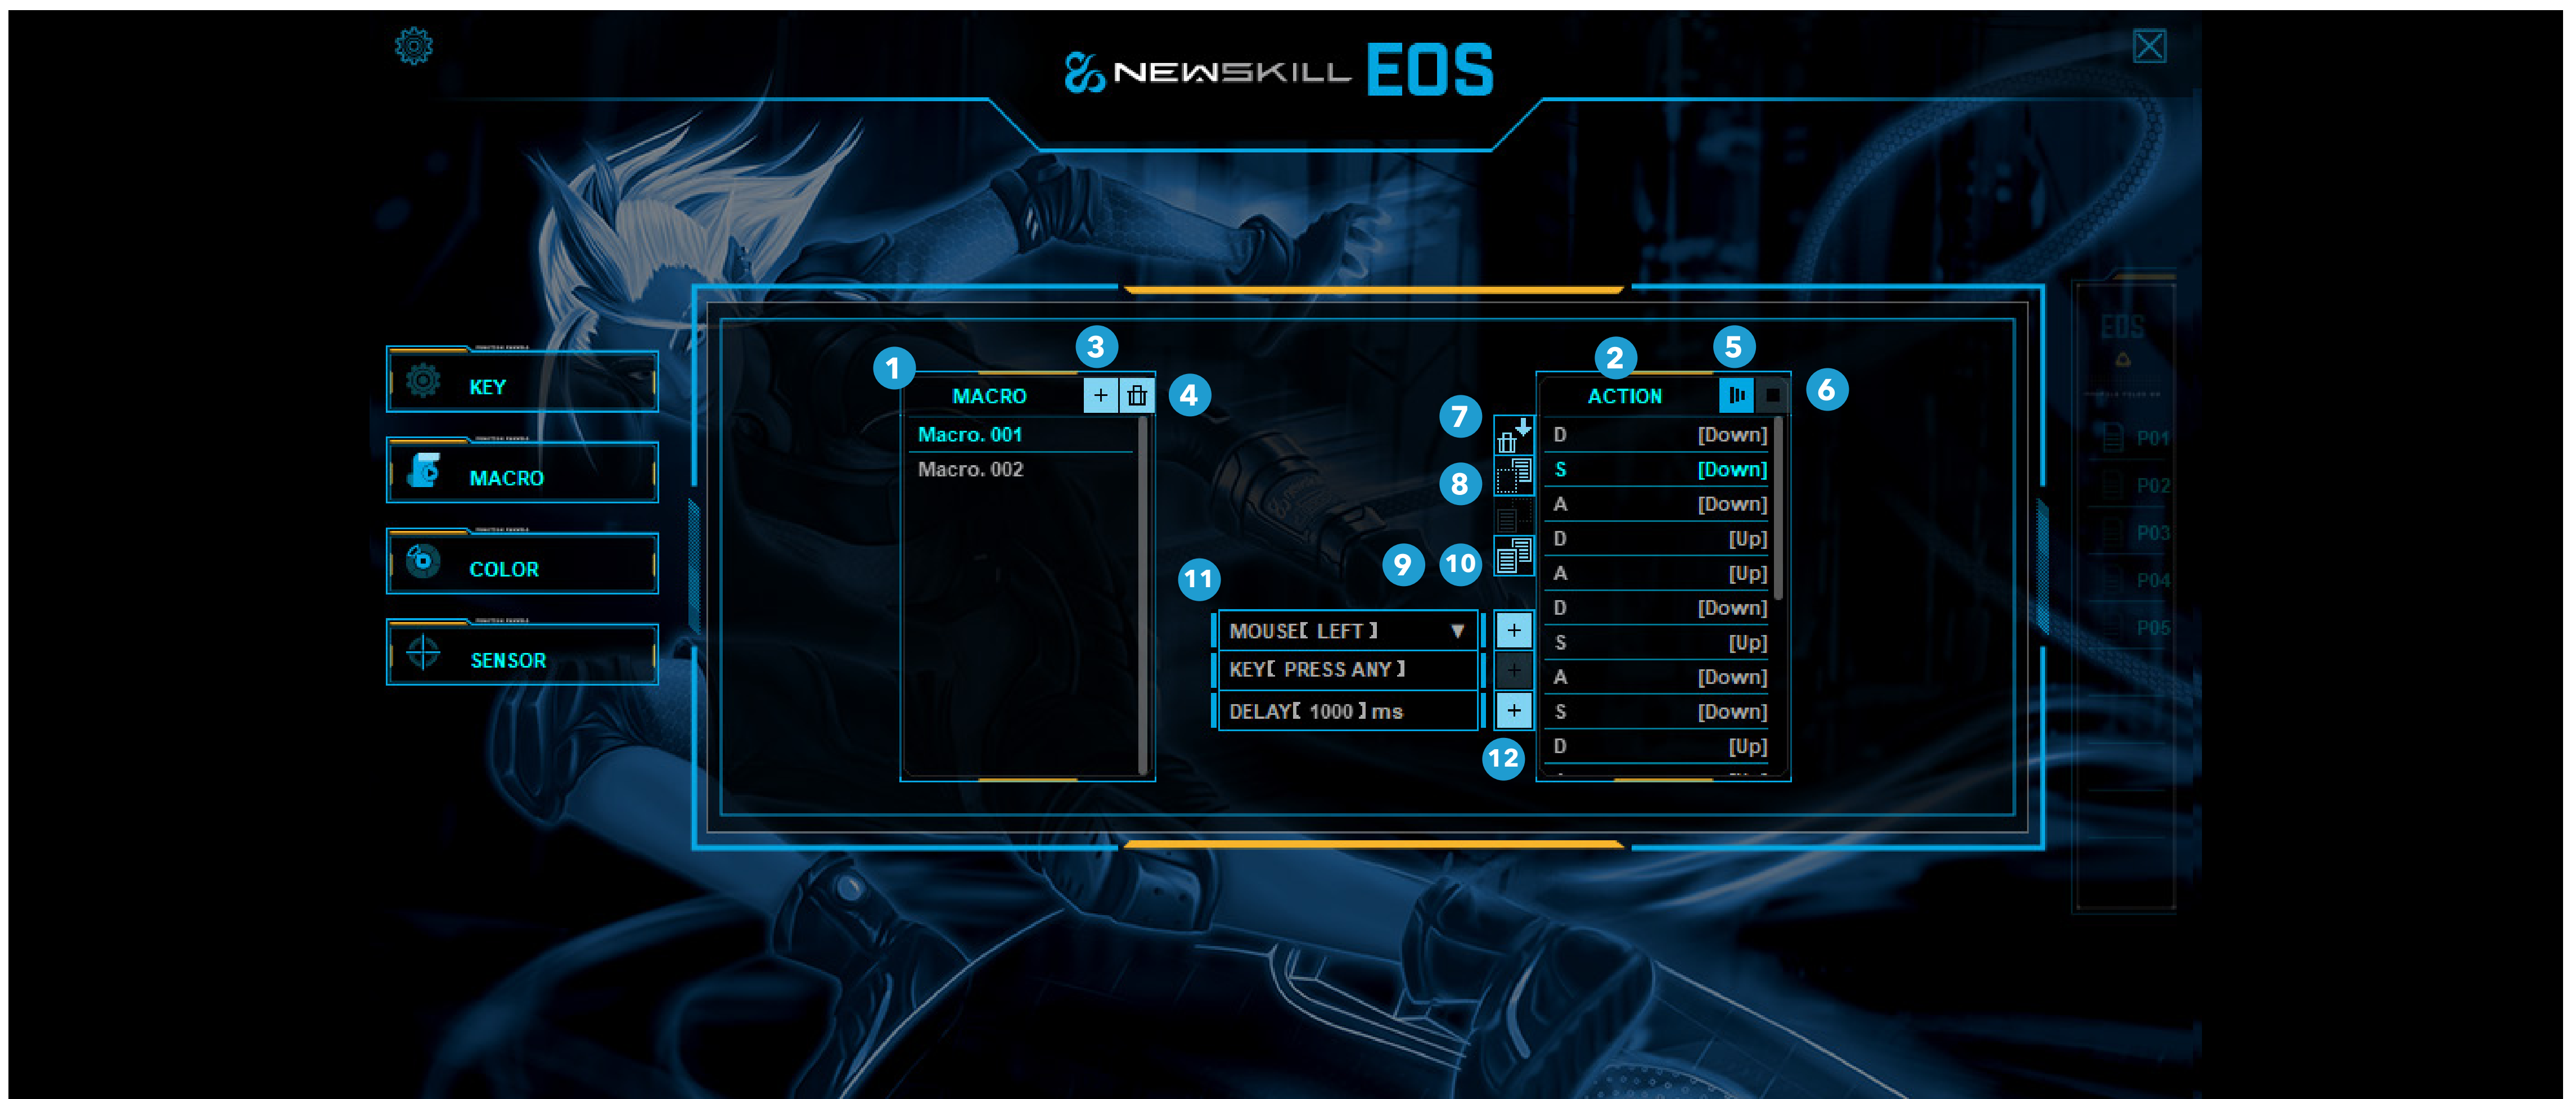 NEWSKILL EOS
KEY
MACRO
COLOR
SENSOR
1
3
4
MACRO
+
Macro. 001
Macro. 002
2
5
6
ACTION
7
8
9
10
D [Down]
S [Down]
A [Down]
D [Up]
A [Up]
D [Down]
S [Up]
A [Down]
S [Down]
D [Up]
11
MOUSE【 LEFT 】 ▼ +
KEY【 PRESS ANY 】 +
DELAY【 1000 】ms +
12
EOS
P01
P02
P03
P04
P05